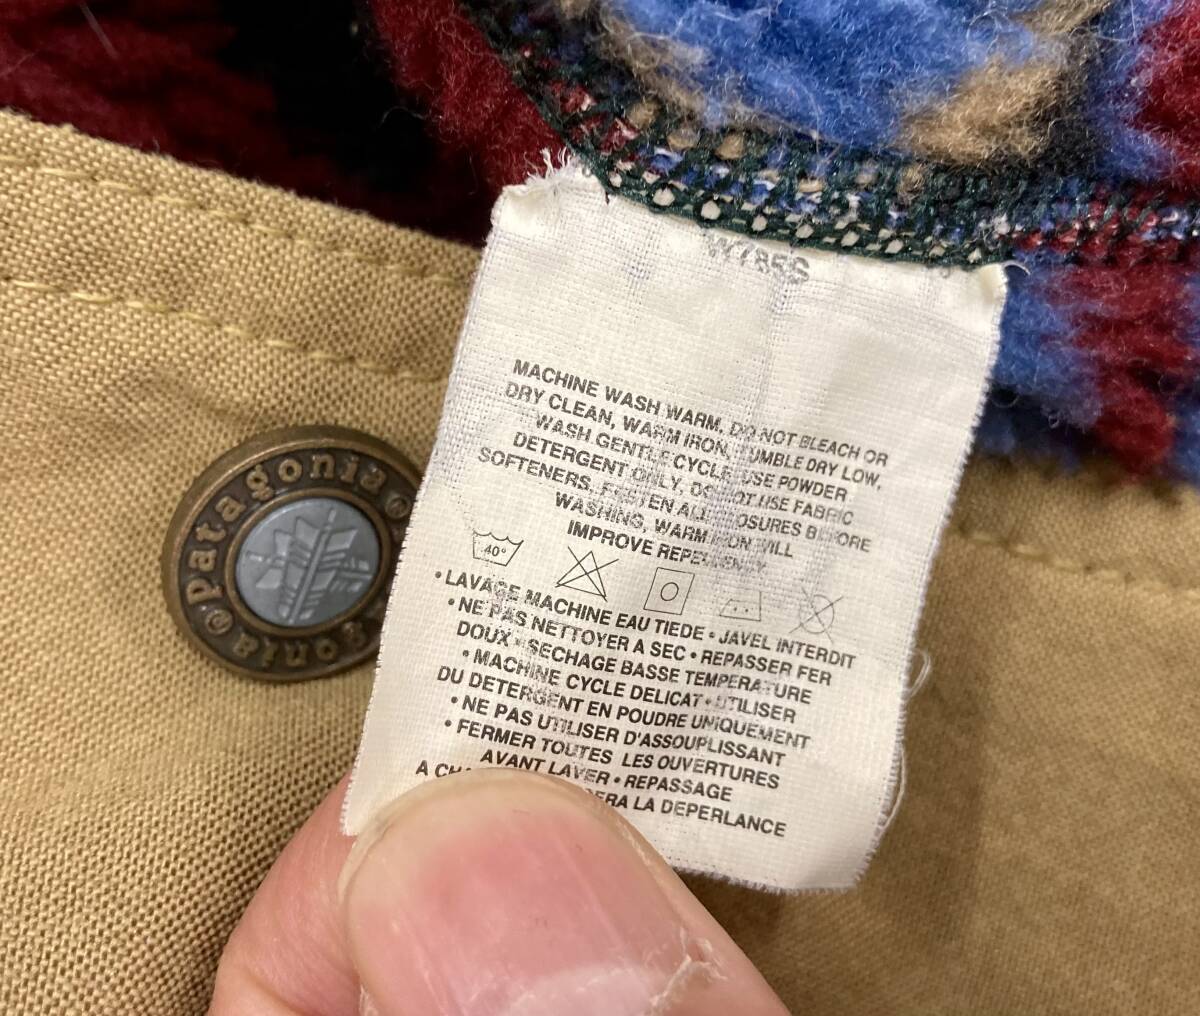 W785S
MACHINE WASH WARM, DO NOT BLEACH OR
DRY CLEAN, WARM IRON, TUMBLE DRY LOW,
WASH GENTLE CYCLE, USE POWDER
DETERGENT ONLY, DO NOT USE FABRIC
SOFTENERS, FASTEN ALL CLOSURES BEFORE
WASHING, WARM IRON WILL
IMPROVE REPELLENCY
40°
• LAVAGE MACHINE EAU TIEDE • JAVEL INTERDIT
• NE PAS NETTOYER A SEC • REPASSER FER
DOUX • SECHAGE BASSE TEMPERATURE
• MACHINE CYCLE DELICAT • UTILISER
DU DETERGENT EN POUDRE UNIQUEMENT
• NE PAS UTILISER D'ASSOUPLISSANT
• FERMER TOUTES LES OUVERTURES
AVANT LAVER • REPASSAGE
A LA DEPERLANCE
patagonia®
patagonia®